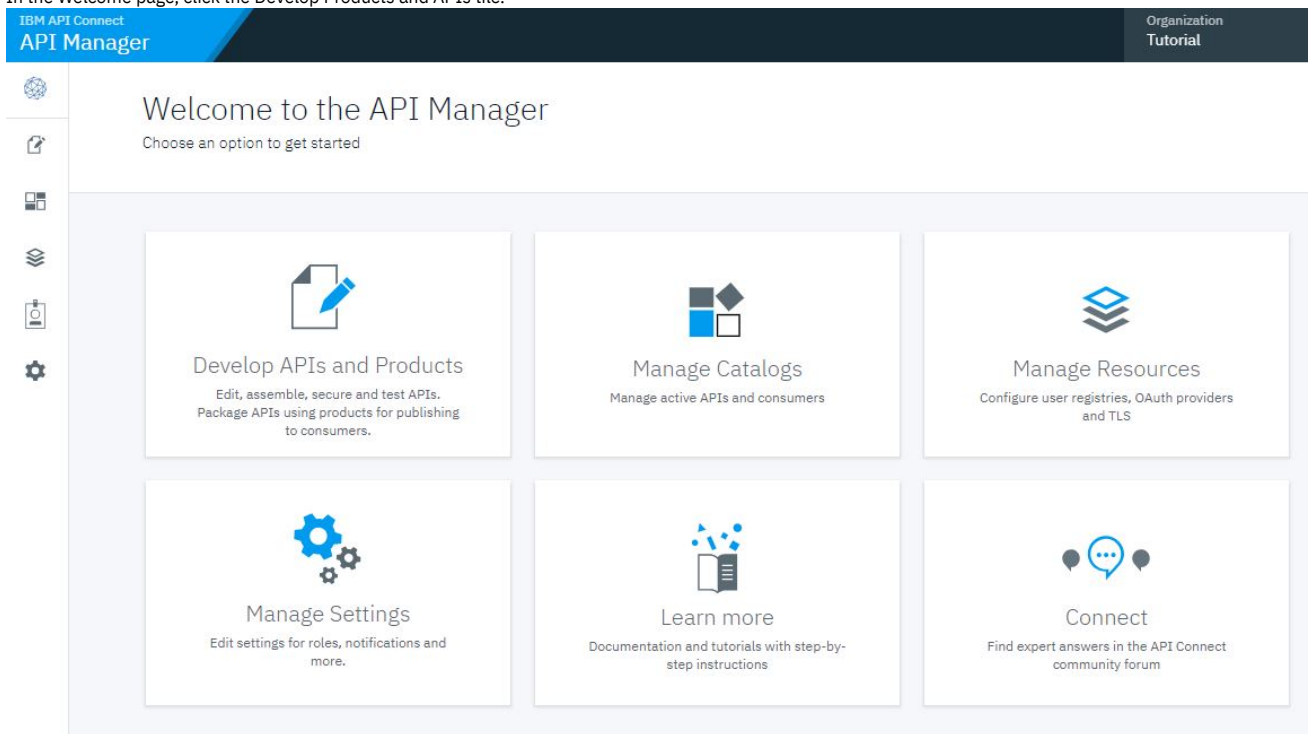 In the Welcome page, click the Develop Products and APIs tile.
IBM API Connect
API Manager
Organization
Tutorial
Welcome to the API Manager
Choose an option to get started
Develop APIs and Products
Edit, assemble, secure and test APIs.
Package APIs using products for publishing
to consumers.
Manage Catalogs
Manage active APIs and consumers
Manage Resources
Configure user registries, OAuth providers
and TLS
Manage Settings
Edit settings for roles, notifications and
more.
Learn more
Documentation and tutorials with step-by-
step instructions
Connect
Find expert answers in the API Connect
community forum